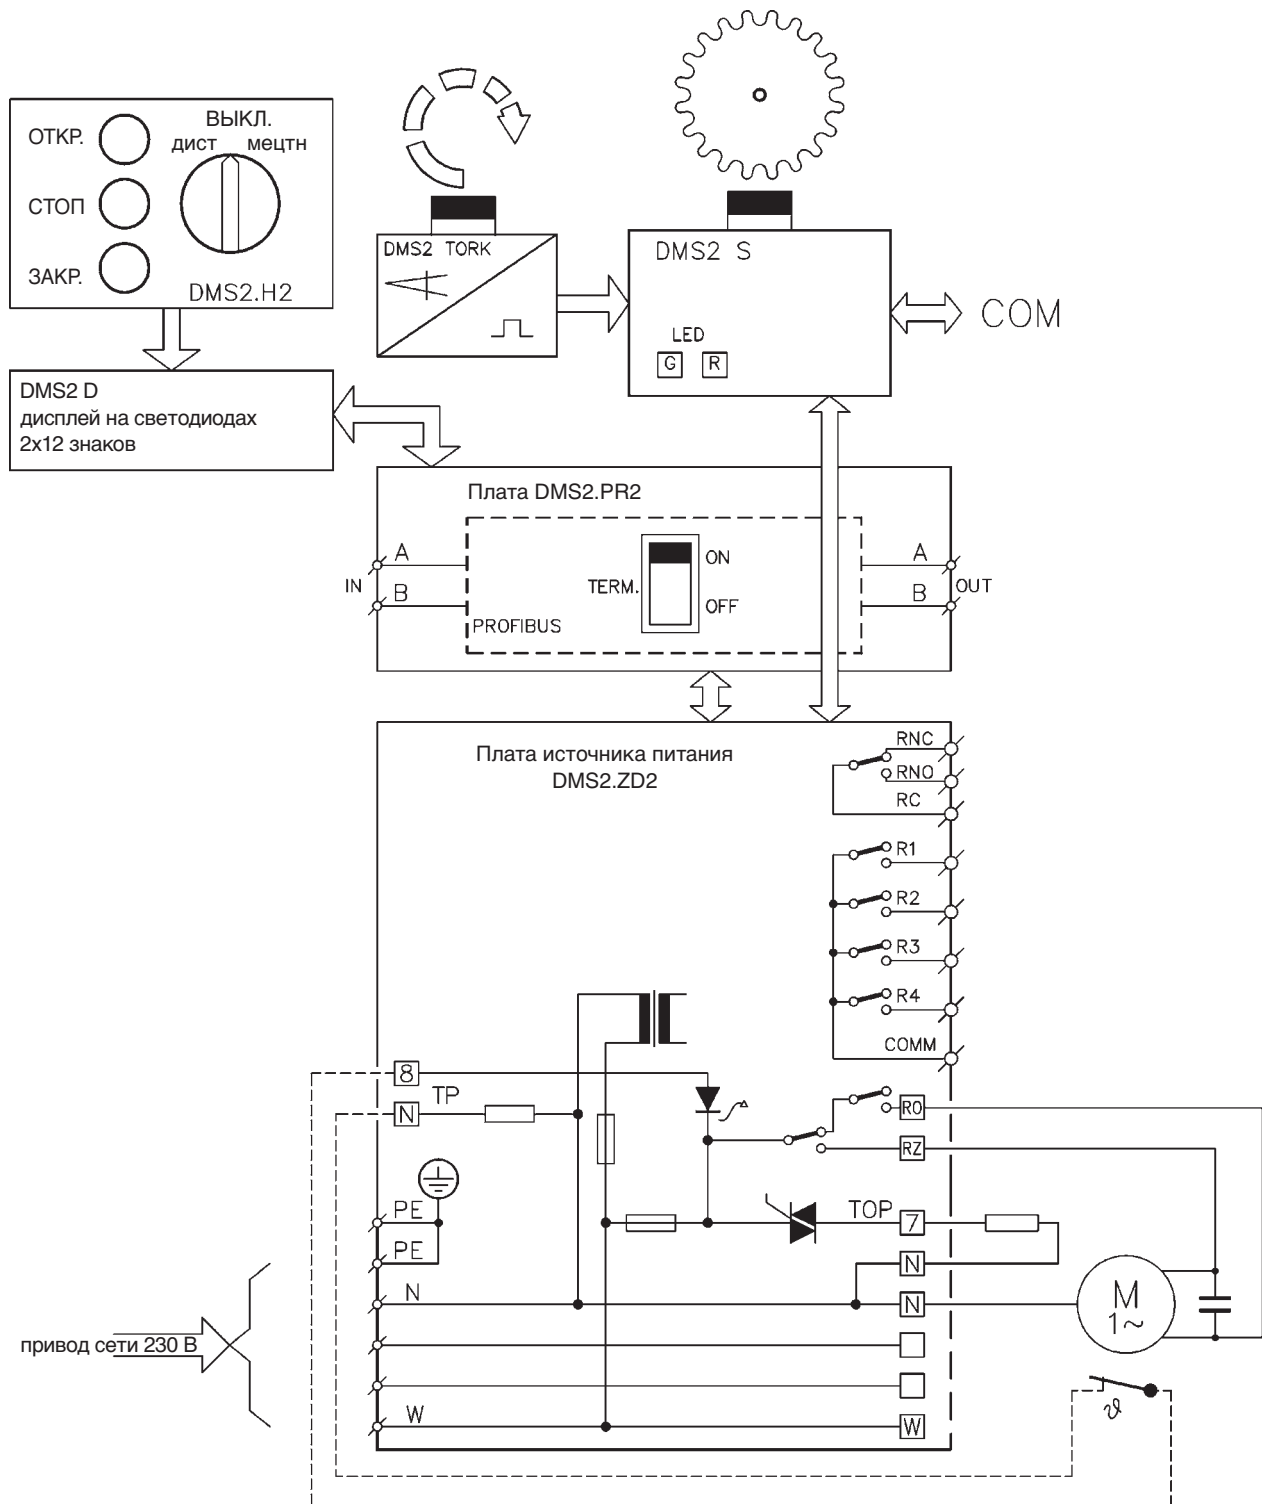 ВЫКЛ.
ОТКР.
дист мецтн
СТОП
ЗАКР.
DMS2.H2
DMS2 TORK
DMS2 S
LED
G R
COM
DMS2 D
дисплей на светодиодах
2x12 знаков
Плата DMS2.PR2
A
B
IN
TERM.
ON
OFF
PROFIBUS
A
B
OUT
Плата источника питания
DMS2.ZD2
RNC
RNO
RC
R1
R2
R3
R4
COMM
8
TP
N
RO
RZ
PE
TOP 7
PE
N
N
N
M
1~
привод сети 230 В
W
W
ϑ